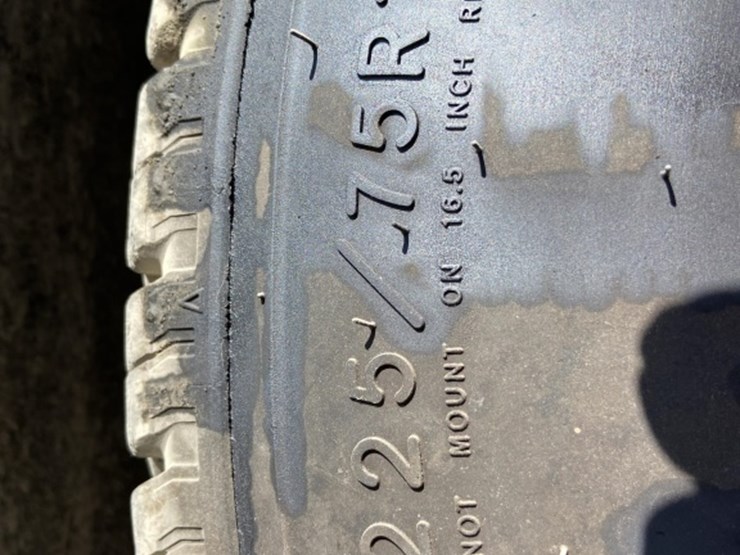 225/75R
NOT MOUNT ON 16.5 INCH R